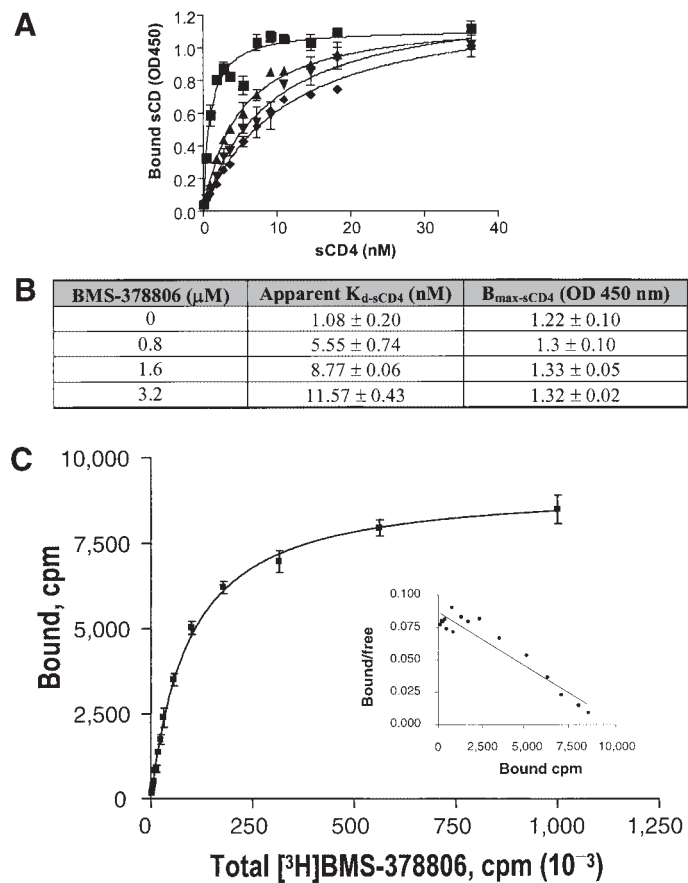 A
Bound sCD (OD450)
1.2
1.0
0.8
0.6
0.4
0.2
0.0
0 10 20 30 40
sCD4 (nM)
B
BMS-378806 (μM) Apparent Kd-sCD4 (nM) Bmax-sCD4 (OD 450 nm)
0 1.08 ± 0.20 1.22 ± 0.10
0.8 5.55 ± 0.74 1.3 ± 0.10
1.6 8.77 ± 0.06 1.33 ± 0.05
3.2 11.57 ± 0.43 1.32 ± 0.02
C
Bound, cpm
10,000
7,500
5,000
2,500
0
0 250 500 750 1,000 1,250
Total [³H]BMS-378806, cpm (10⁻³)
Bound/free
0.100
0.075
0.050
0.025
0.000
0 2,500 5,000 7,500 10,000
Bound cpm